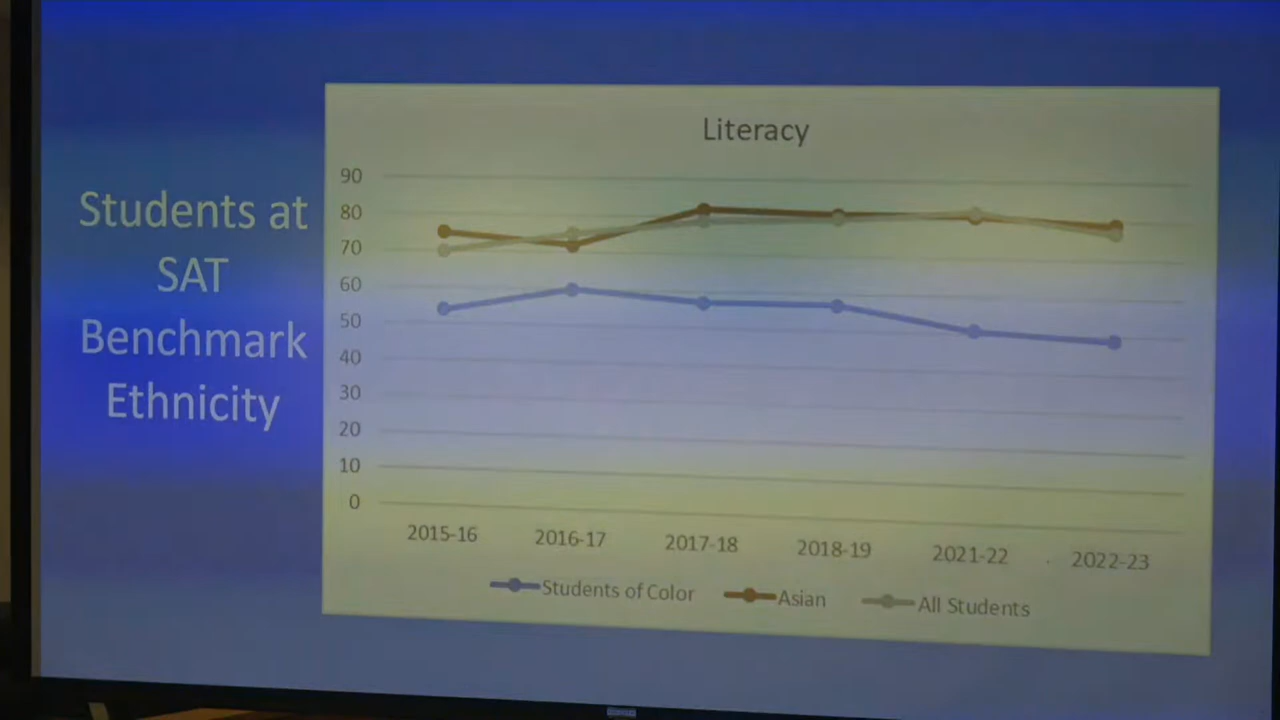 Students at
SAT
Benchmark
Ethnicity
Literacy
90
80
70
60
50
40
30
20
10
0
2015-16 2016-17 2017-18 2018-19 2021-22 2022-23
Students of Color Asian All Students